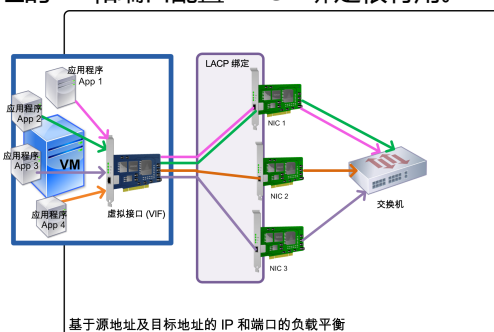 应用程序
App 1
应用程序
App 2
应用程序
App 3
应用程序
App 4
VM
虚拟接口 (VIF)
LACP 绑定
NIC 1
NIC 2
NIC 3
交换机
基于源地址及目标地址的 IP 和端口的负载平衡